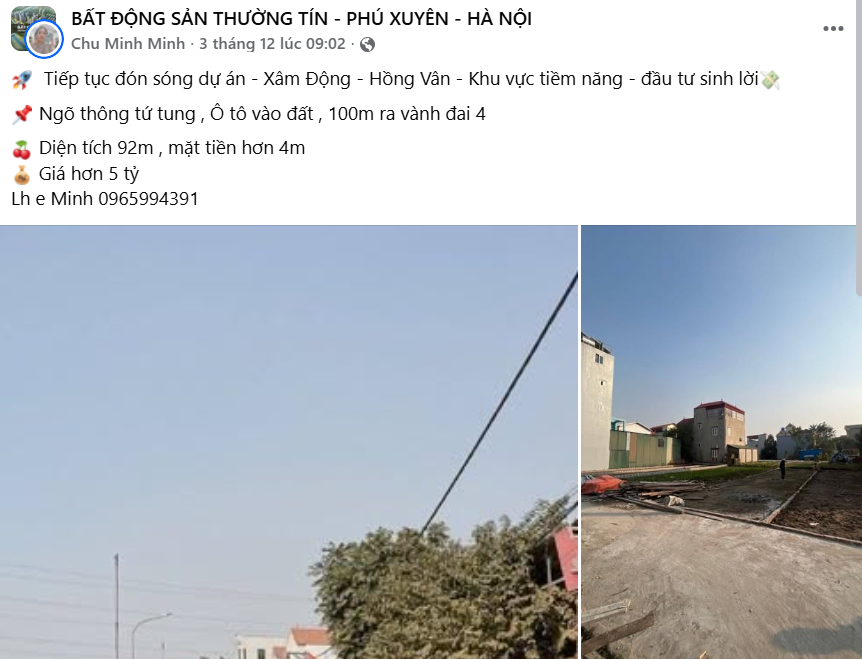 BẤT ĐỘNG SẢN THƯỜNG TÍN - PHÚ XUYÊN - HÀ NỘI
Chu Minh Minh · 3 tháng 12 lúc 09:02 ·
🚀 Tiếp tục đón sóng dự án - Xâm Động - Hồng Vân - Khu vực tiềm năng - đầu tư sinh lời💸
📌 Ngõ thông tứ tung , Ô tô vào đất , 100m ra vành đai 4
🍒 Diện tích 92m , mặt tiền hơn 4m
💰 Giá hơn 5 tỷ
Lh e Minh 0965994391